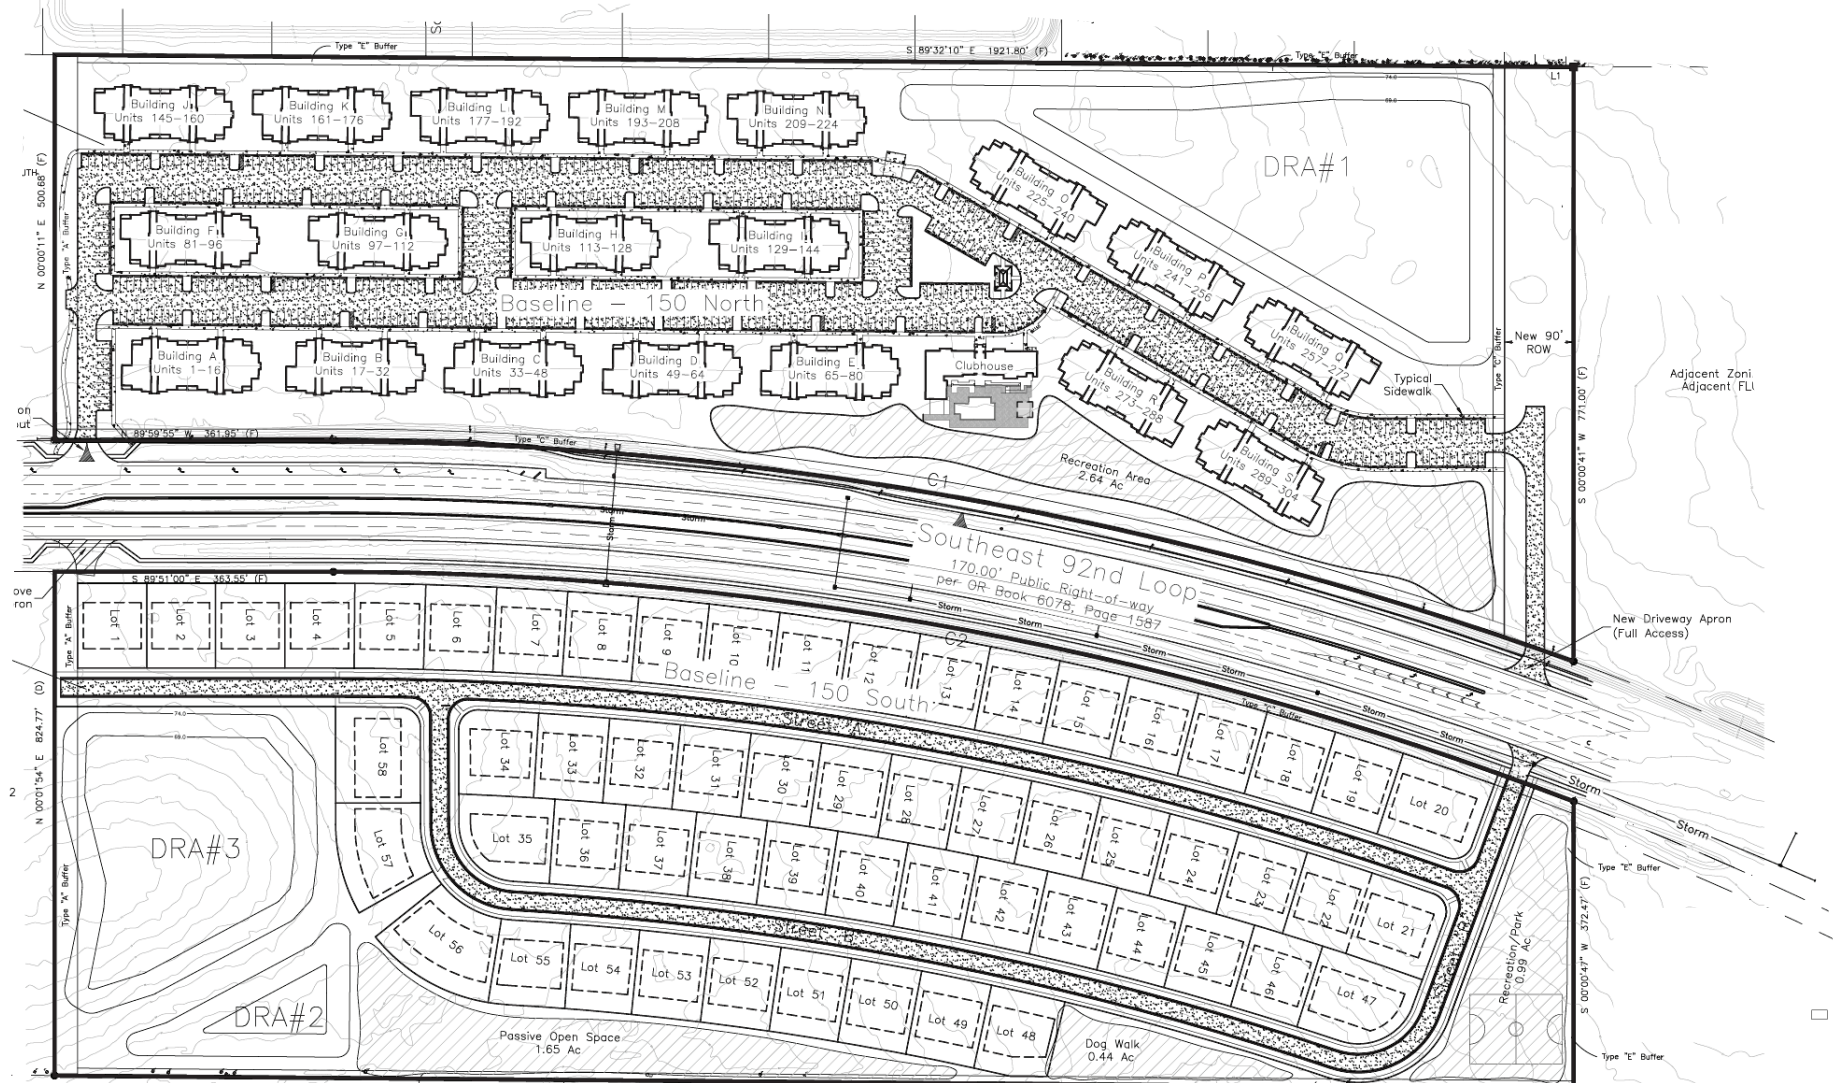 Type "E" Buffer
S 89°32'10" E 1921.80' (F)
Type "E" Buffer
L1
74.0
69.0
Building J
Units 145-160
Building K
Units 161-176
Building L
Units 177-192
Building M
Units 193-208
Building N
Units 209-224
DRA#1
Building O
Units 225-240
Building F
Units 81-96
Building G
Units 97-112
Building H
Units 113-128
Building I
Units 129-144
Building P
Units 241-256
N 00°00'11" E 500.68' (F)
Type "A" Buffer
Baseline - 150 North
Building Q
Units 257-272
Type "C" Buffer
New 90'
ROW
Building A
Units 1-16
Building B
Units 17-32
Building C
Units 33-48
Building D
Units 49-64
Building E
Units 65-80
Clubhouse
Building R
Units 273-288
Typical
Sidewalk
S 00°00'41" W 771.00' (F)
Adjacent Zoni
Adjacent FL
N 89°59'55" W 361.95' (F)
Type "C" Buffer
Recreation Area
2.64 Ac
Building S
Units 289-304
C1
Storm
Storm
Storm
Southeast 92nd Loop
170.00' Public Right-of-way
per OR Book 6078, Page 1587
S 89°51'00" E 363.55' (F)
New Driveway Apron
(Full Access)
Type "A" Buffer
Lot 1
Lot 2
Lot 3
Lot 4
Lot 5
Lot 6
Lot 7
Lot 8
Lot 9
Lot 10
Lot 11
Lot 12
Lot 13
Lot 14
Lot 15
Lot 16
Lot 17
Lot 18
Lot 19
Lot 20
C2
Storm
Storm
Storm
Storm
Storm
Storm
Storm
Storm
Type "C" Buffer
Baseline - 150 South
Street "A"
N 00°01'54" E 824.77' (D)
74.0
69.0
DRA#3
Lot 58
Lot 34
Lot 33
Lot 32
Lot 31
Lot 30
Lot 29
Lot 28
Lot 27
Lot 26
Lot 25
Lot 24
Lot 23
Lot 22
Lot 21
Lot 57
Lot 35
Lot 36
Lot 37
Lot 38
Lot 39
Lot 40
Lot 41
Lot 42
Lot 43
Lot 44
Lot 45
Lot 46
Lot 47
Type "E" Buffer
Type "A" Buffer
Street "B"
Lot 56
Lot 55
Lot 54
Lot 53
Lot 52
Lot 51
Lot 50
Lot 49
Lot 48
Recreation/Park
0.99 Ac
S 00°00'47" W 372.47' (F)
DRA#2
Passive Open Space
1.65 Ac
Dog Walk
0.44 Ac
Type "E" Buffer